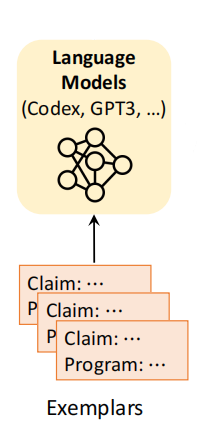 Language
Models
(Codex, GPT3, …)
Claim: ⋯
P
Claim: ⋯
P
Claim: ⋯
Program: ⋯
Exemplars